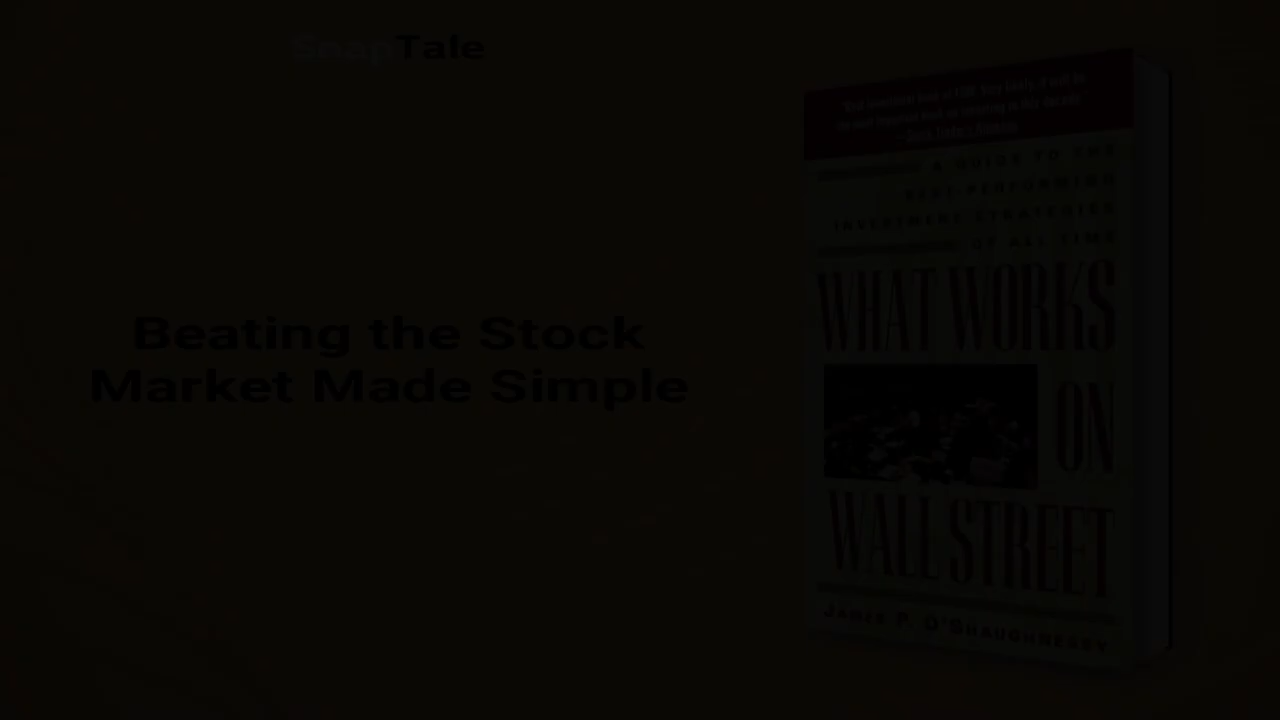 SnapTale
Beating the Stock
Market Made Simple
A GUIDE TO THE
BEST-PERFORMING
INVESTMENT STRATEGIES
OF ALL TIME
WHAT WORKS
ON
WALL STREET
JAMES P. O'SHAUGHNESSY